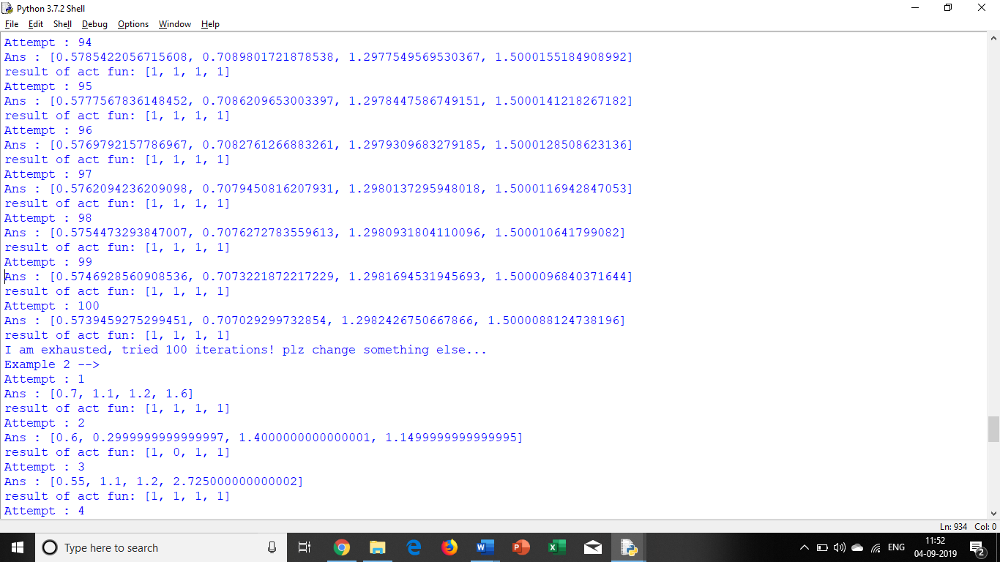 Python 3.7.2 Shell
File Edit Shell Debug Options Window Help
Attempt : 94
Ans : [0.5785422056715608, 0.7089801721878538, 1.2977549569530367, 1.5000155184908992]
result of act fun: [1, 1, 1, 1]
Attempt : 95
Ans : [0.5777567836148452, 0.7086209653003397, 1.2978447586749151, 1.5000141218267182]
result of act fun: [1, 1, 1, 1]
Attempt : 96
Ans : [0.5769792157786967, 0.7082761266883261, 1.2979309683279185, 1.5000128508623136]
result of act fun: [1, 1, 1, 1]
Attempt : 97
Ans : [0.5762094236209098, 0.7079450816207931, 1.2980137295948018, 1.5000116942847053]
result of act fun: [1, 1, 1, 1]
Attempt : 98
Ans : [0.5754473293847007, 0.7076272783559613, 1.2980931804110096, 1.500010641799082]
result of act fun: [1, 1, 1, 1]
Attempt : 99
Ans : [0.5746928560908536, 0.7073221872217229, 1.2981694531945693, 1.5000096840371644]
result of act fun: [1, 1, 1, 1]
Attempt : 100
Ans : [0.5739459275299451, 0.707029299732854, 1.2982426750667866, 1.5000088124738196]
result of act fun: [1, 1, 1, 1]
I am exhausted, tried 100 iterations! plz change something else...
Example 2 -->
Attempt : 1
Ans : [0.7, 1.1, 1.2, 1.6]
result of act fun: [1, 1, 1, 1]
Attempt : 2
Ans : [0.6, 0.2999999999999997, 1.4000000000000001, 1.1499999999999995]
result of act fun: [1, 0, 1, 1]
Attempt : 3
Ans : [0.55, 1.1, 1.2, 2.725000000000002]
result of act fun: [1, 1, 1, 1]
Attempt : 4
Ln: 934 Col: 0
Type here to search
ENG
11:52
04-09-2019
2